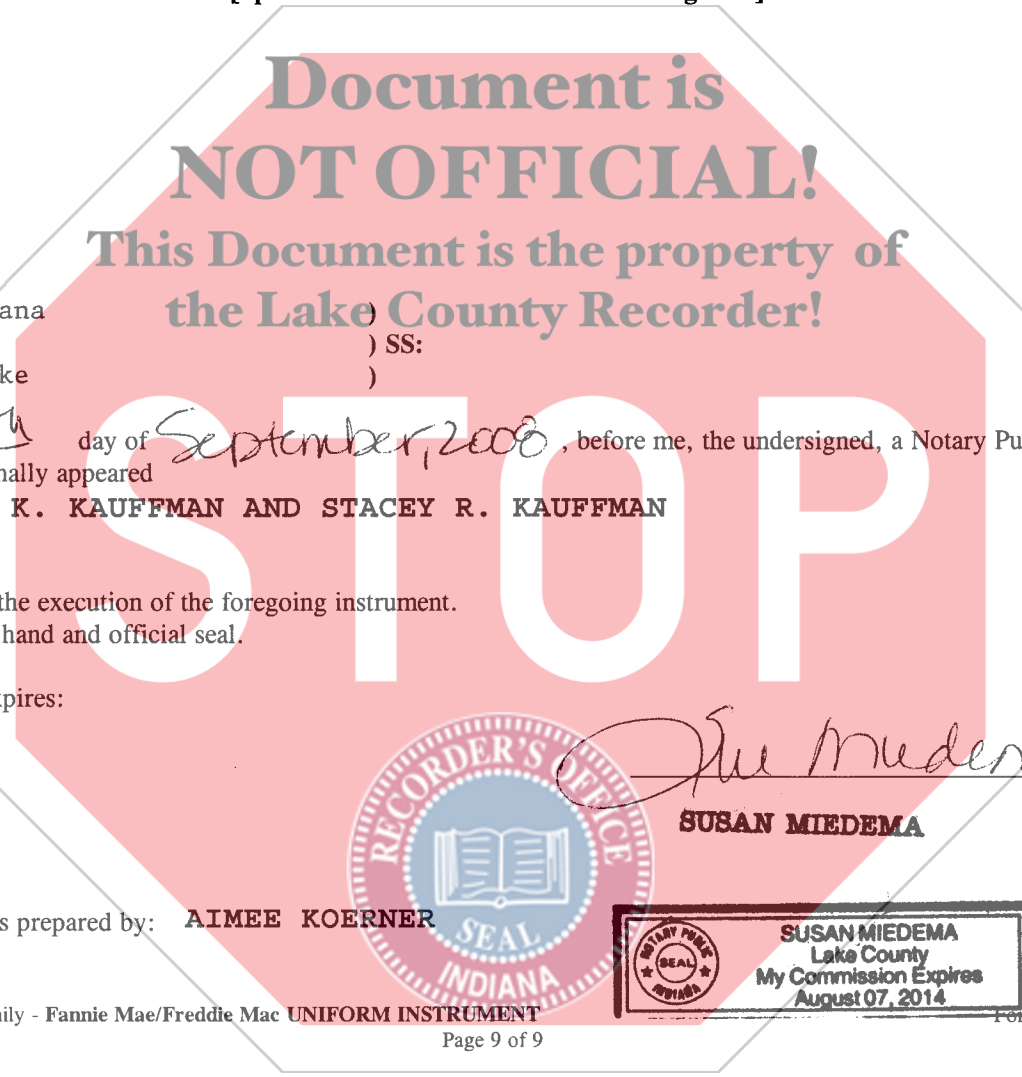 Document is
NOT OFFICIAL!
This Document is the property of
the Lake County Recorder!
ana )
) SS:
ke )
day of September, 2008, before me, the undersigned, a Notary Pu
nally appeared
K. KAUFFMAN AND STACEY R. KAUFFMAN
the execution of the foregoing instrument.
hand and official seal.
xpires:
STOP
Sue Mieden
SUSAN MIEDEMA
s prepared by: AIMEE KOERNER
RECORDER'S OFFICE
SEAL
INDIANA
NOTARY PUBLIC
SEAL
INDIANA
SUSAN MIEDEMA
Lake County
My Commission Expires
August 07, 2014
ily - Fannie Mae/Freddie Mac UNIFORM INSTRUMENT
Page 9 of 9